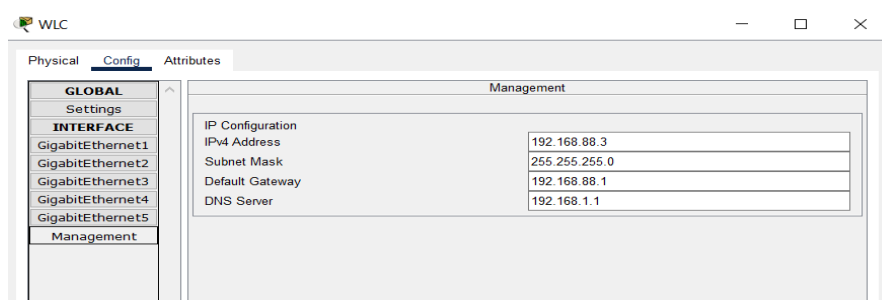 WLC
Physical Config Attributes
GLOBAL
Settings
INTERFACE
GigabitEthernet1
GigabitEthernet2
GigabitEthernet3
GigabitEthernet4
GigabitEthernet5
Management
Management
IP Configuration
IPv4 Address 192.168.88.3
Subnet Mask 255.255.255.0
Default Gateway 192.168.88.1
DNS Server 192.168.1.1